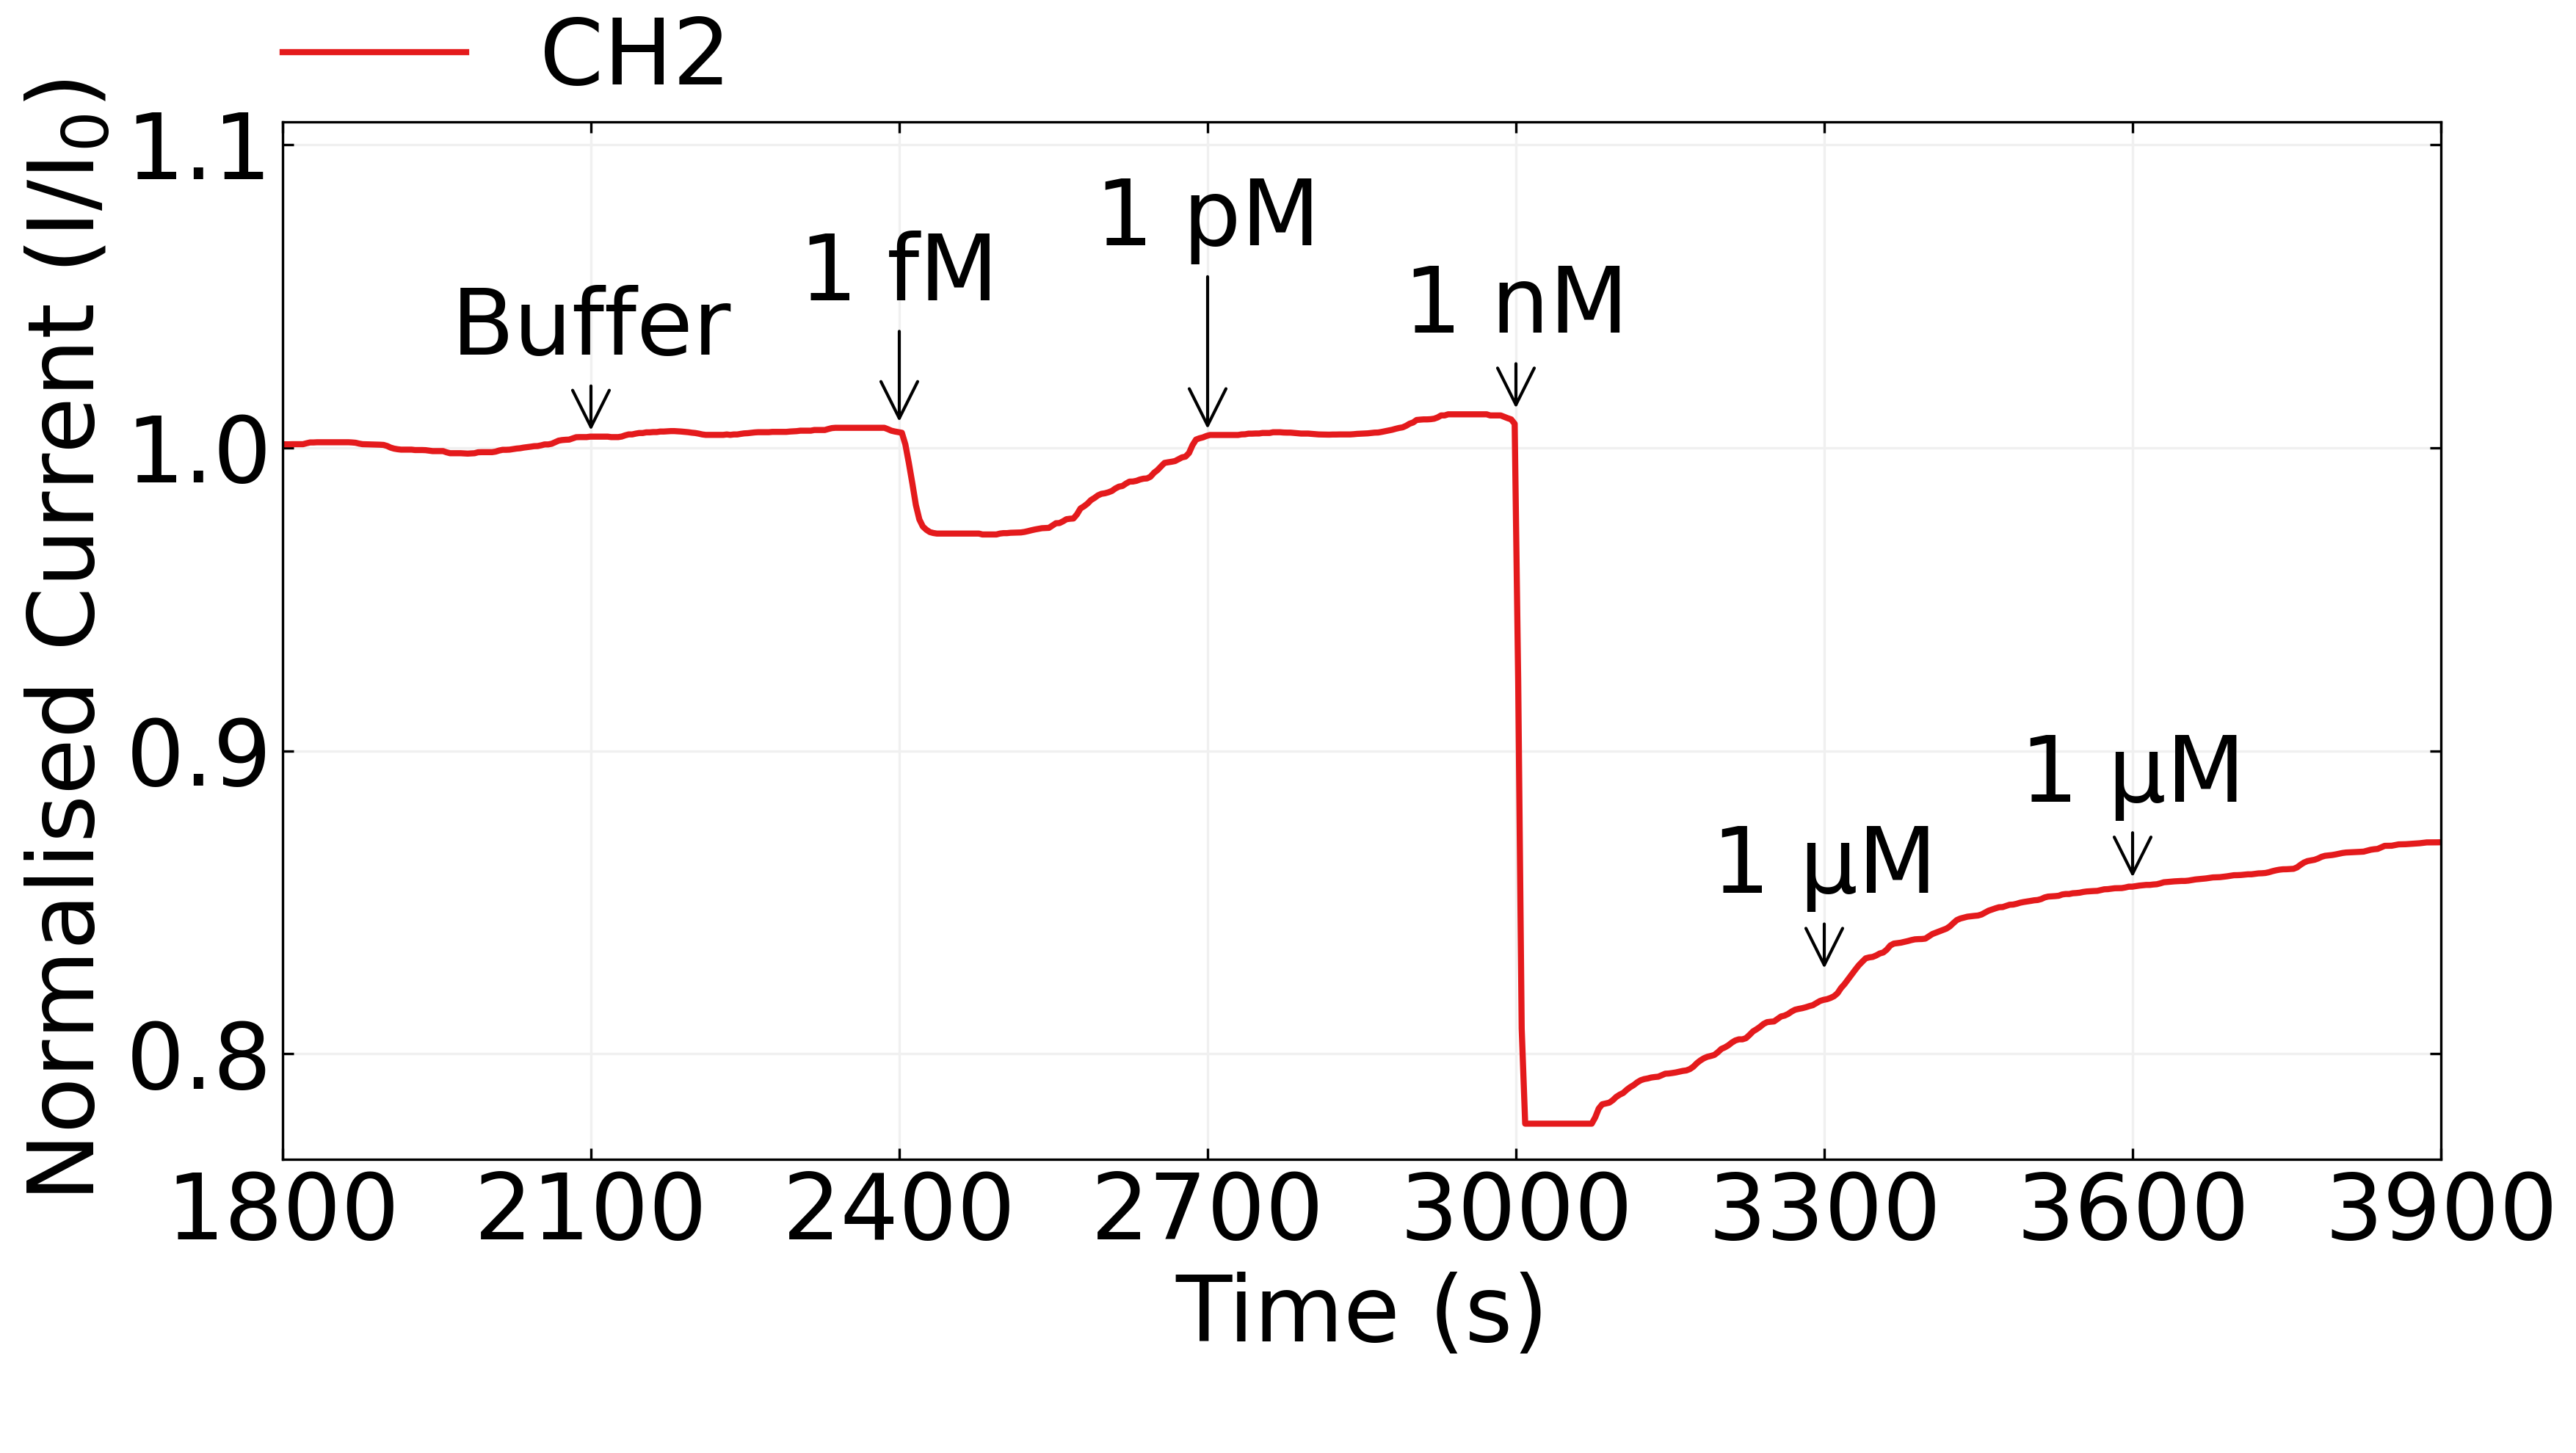 CH2
Normalised Current (I/I₀)
1.1
1.0
0.9
0.8
Buffer
1 fM
1 pM
1 nM
1 µM
1 µM
1800 2100 2400 2700 3000 3300 3600 3900
Time (s)